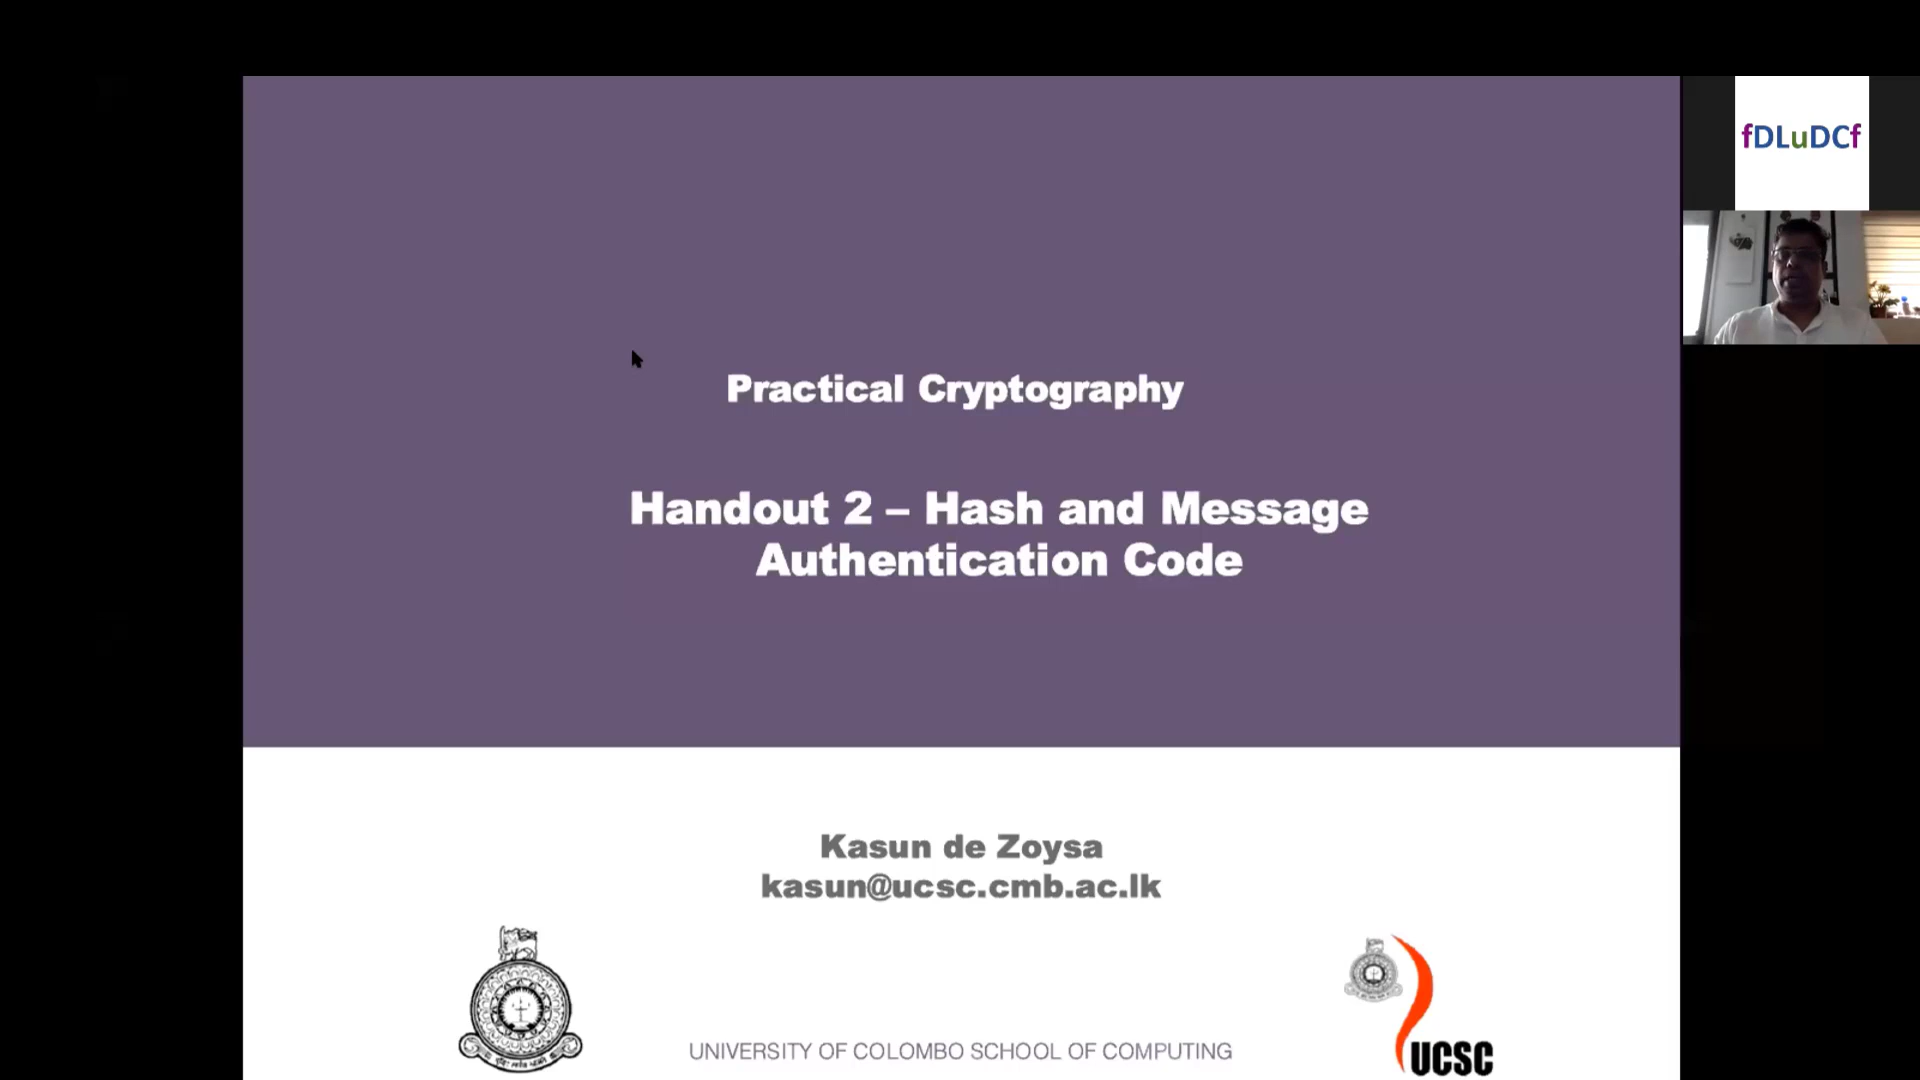 fDLuDCf
Practical Cryptography
Handout 2 – Hash and Message
Authentication Code
Kasun de Zoysa
kasun@ucsc.cmb.ac.lk
UNIVERSITY OF COLOMBO SCHOOL OF COMPUTING
UCSC